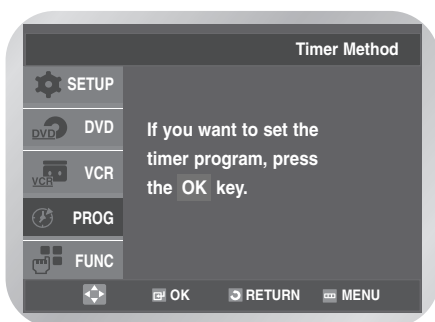 Timer Method
SETUP
DVD DVD
VCR VCR
PROG
FUNC
If you want to set the
timer program, press
the OK key.
OK RETURN MENU